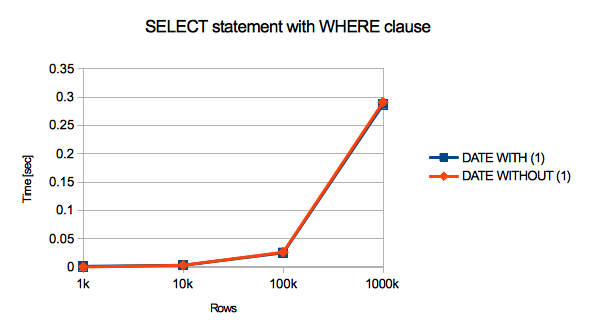 SELECT statement with WHERE clause
0.35
0.3
0.25
0.2
0.15
0.1
0.05
0
Time [sec]
1k 10k 100k 1000k
Rows
DATE WITH (1)
DATE WITHOUT (1)